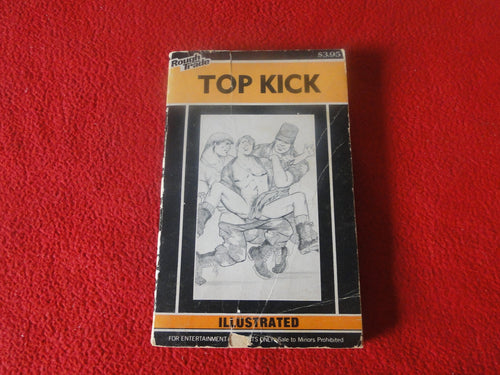 Rough
Trade
$3.95
TOP KICK
ILLUSTRATED
FOR ENTERTAINMENT ADULTS ONLY Sale to Minors Prohibited